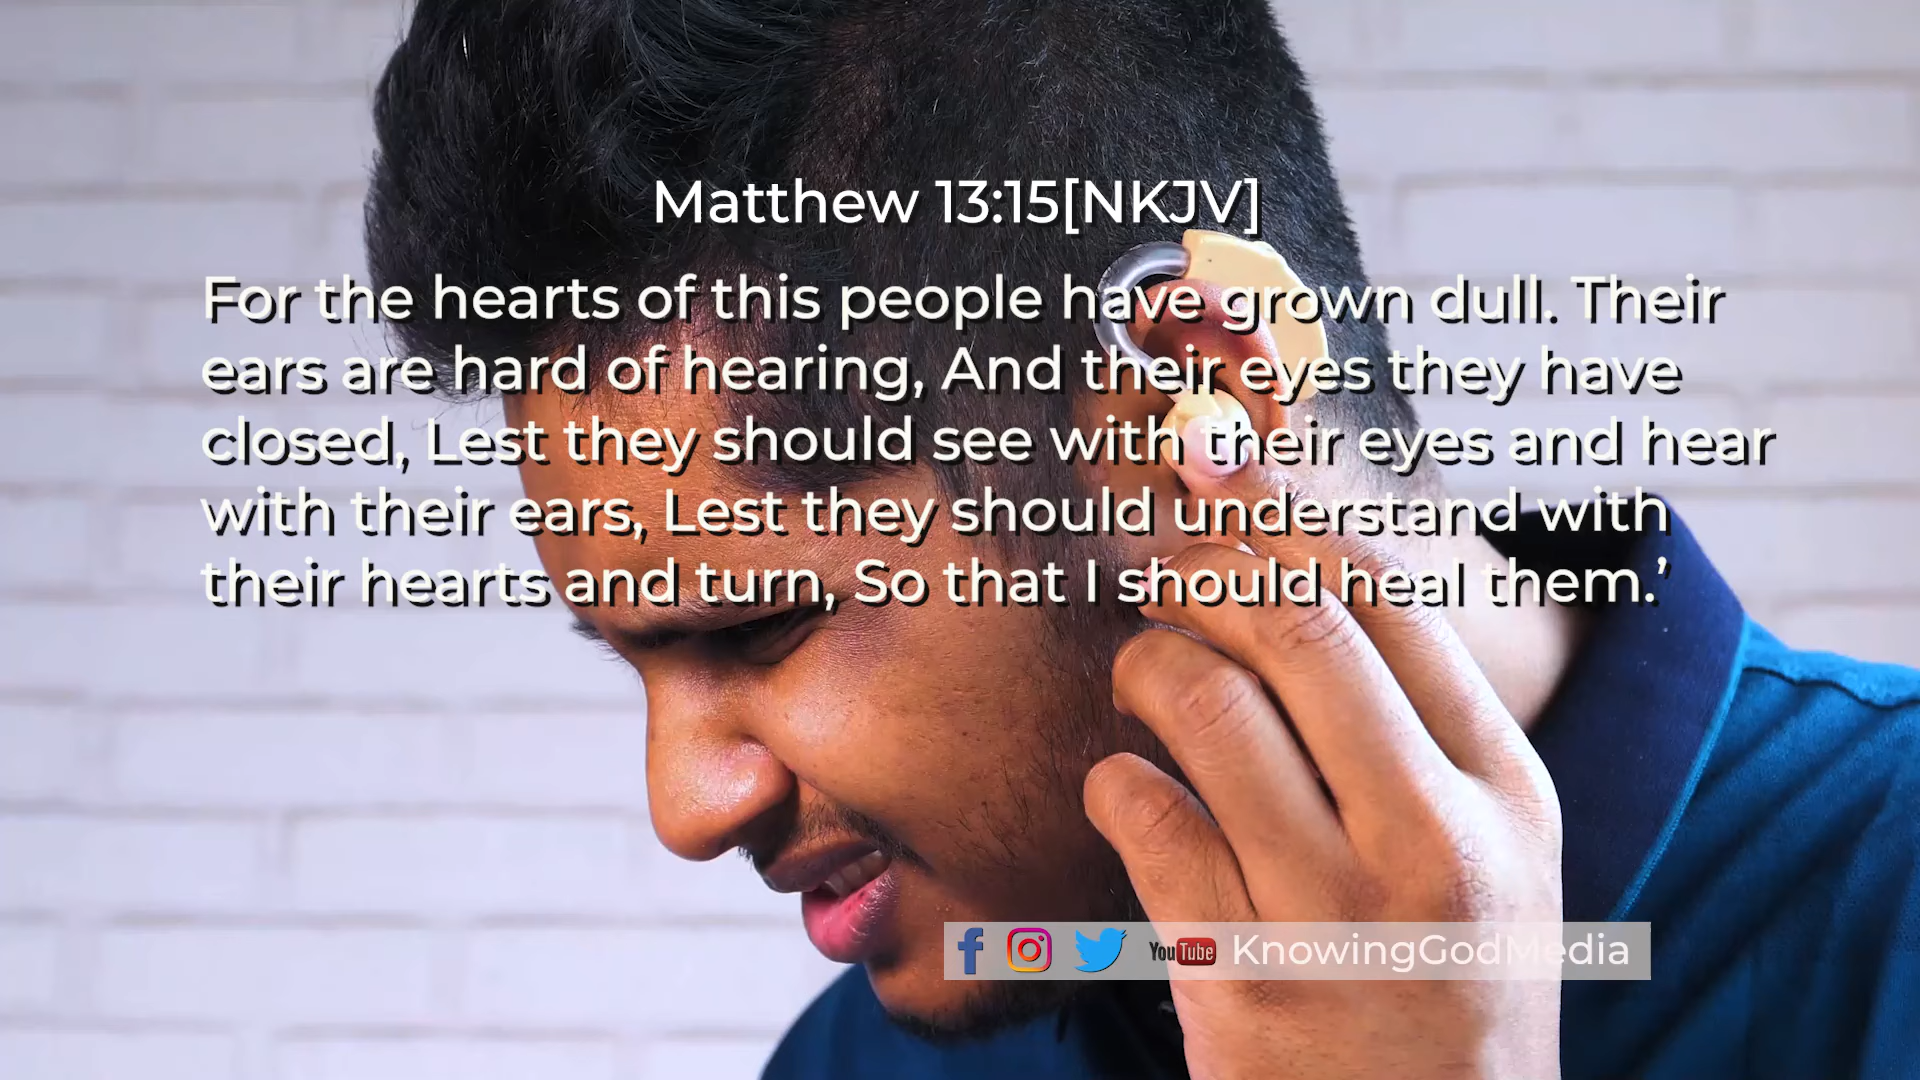 Matthew 13:15[NKJV]
For the hearts of this people have grown dull. Their
ears are hard of hearing, And their eyes they have
closed, Lest they should see with their eyes and hear
with their ears, Lest they should understand with
their hearts and turn, So that I should heal them.’
f YouTube KnowingGodMedia